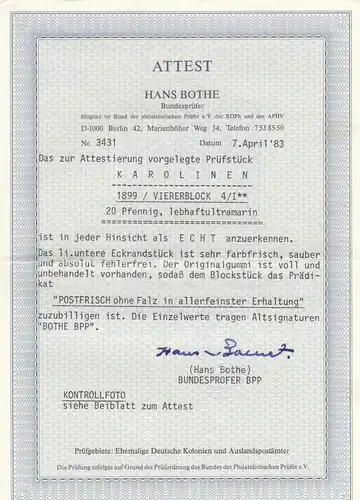 ATTEST
HANS BOTHE
Bundesprüfer
Mitglied im Bund der philatelistischen Prüfer e.V. des BDPh und des APHV
D-1000 Berlin 42, Marienhöher Weg 34, Telefon 7538550
Nr. 3431 Datum 7.April'83
Das zur Attestierung vorgelegte Prüfstück
K A R O L I N E N
1899 / VIERERBLOCK 4/I**
20 Pfennig, lebhaftultramarin
ist in jeder Hinsicht als E C H T anzuerkennen.
Das li.untere Eckrandstück ist sehr farbfrisch, sauber
und absolut fehlerfrei. Der Originalgummi ist voll und
unbehandelt vorhanden, sodaß dem Blockstück das Prädi-
kat
"POSTFRISCH ohne Falz in allerfeinster Erhaltung"
zuzubilligen ist. Die Einzelwerte tragen Altsignaturen
"BOTHE BPP".
(Hans Bothe)
BUNDESPRÜFER BPP
KONTROLLFOTO
siehe Beiblatt zum Attest
Prüfgebiete: Ehemalige Deutsche Kolonien und Auslandspostämter
Die Prüfung erfolgte auf Grund der Prüfordnung des Bundes der Philatelistischen Prüfer e.V.